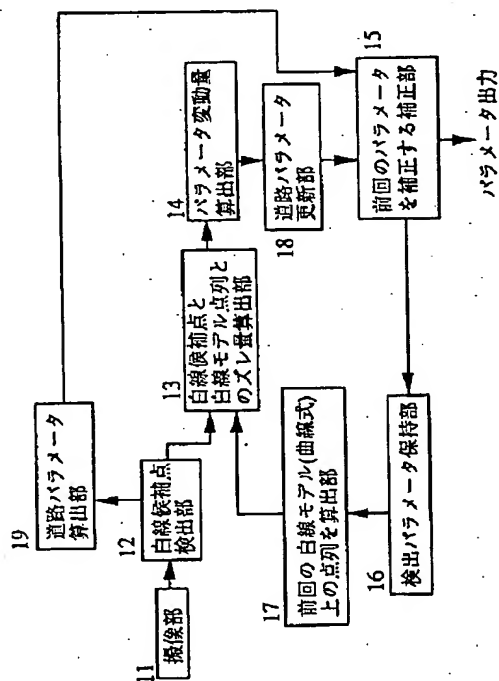 11
撮像部
12
白線候補点
検出部
19
道路パラメータ
算出部
13
白線候補点と
白線モデル点列と
のズレ量算出部
14
パラメータ変動量
算出部
18
道路パラメータ
更新部
15
前回のパラメータ
を補正する補正部
パラメータ出力
16
検出パラメータ保持部
17
前回の白線モデル(曲線式)
上の点列を算出部